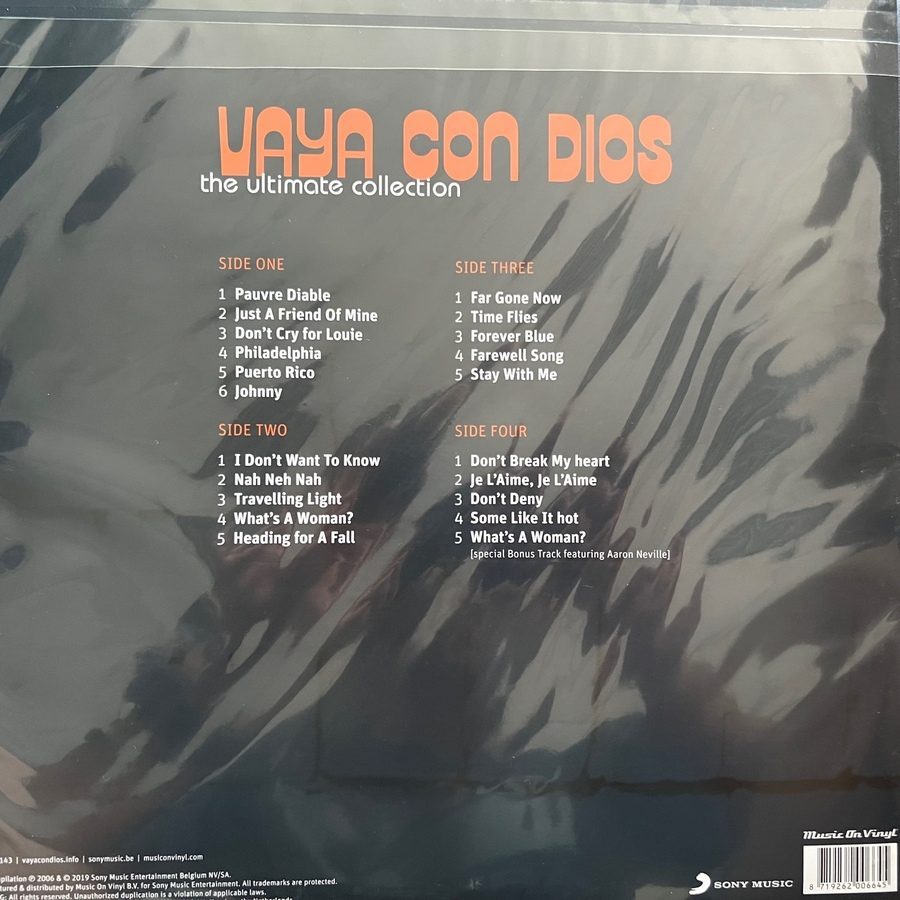 VAYA CON DIOS
the ultimate collection
SIDE ONE
1 Pauvre Diable
2 Just A Friend Of Mine
3 Don't Cry for Louie
4 Philadelphia
5 Puerto Rico
6 Johnny
SIDE TWO
1 I Don't Want To Know
2 Nah Neh Nah
3 Travelling Light
4 What's A Woman?
5 Heading for A Fall
SIDE THREE
1 Far Gone Now
2 Time Flies
3 Forever Blue
4 Farewell Song
5 Stay With Me
SIDE FOUR
1 Don't Break My heart
2 Je L'Aime, Je L'Aime
3 Don't Deny
4 Some Like It hot
5 What's A Woman?
[special Bonus Track featuring Aaron Neville]
143 | vayacondios.info | sonymusic.be | musiconvinyl.com
pilation ℗ 2006 & © 2019 Sony Music Entertainment Belgium NV/SA.
tured & distributed by Music On Vinyl B.V. for Sony Music Entertainment. All trademarks are protected.
G: All rights reserved. Unauthorized duplication is a violation of applicable laws.
Music On Vinyl
SONY MUSIC
8 719262 006645